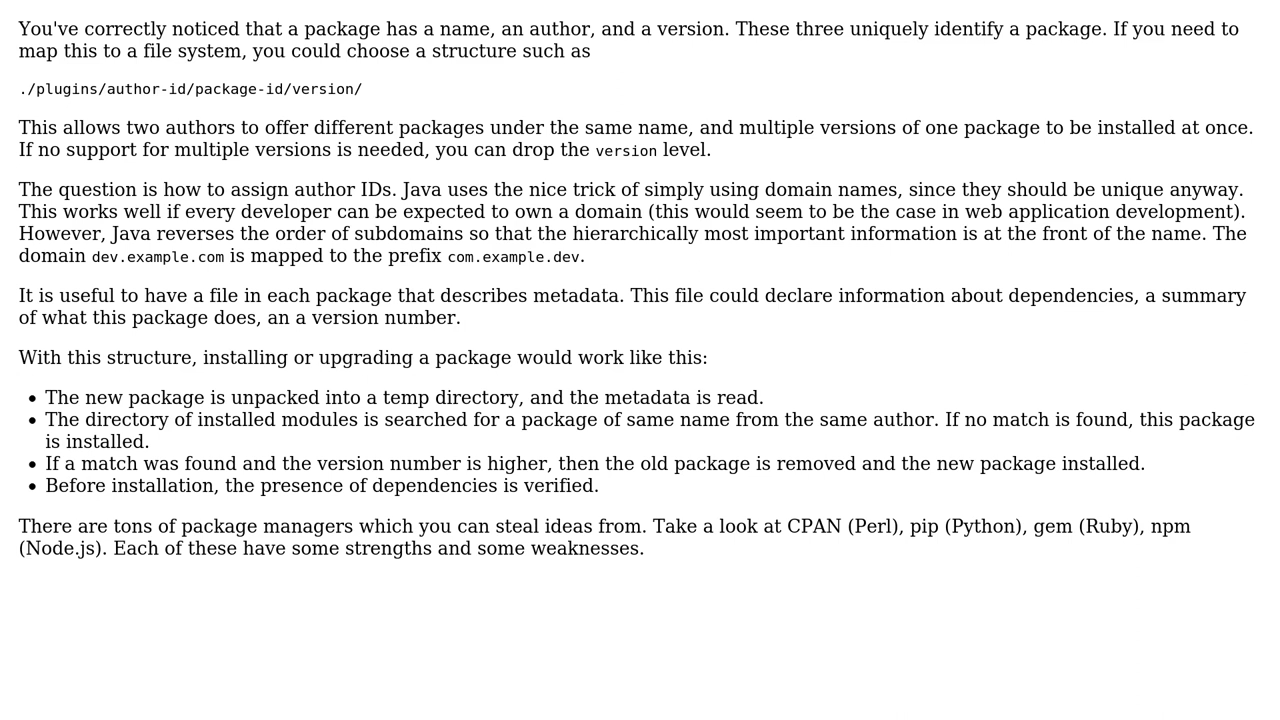 You've correctly noticed that a package has a name, an author, and a version. These three uniquely identify a package. If you need to
map this to a file system, you could choose a structure such as
./plugins/author-id/package-id/version/
This allows two authors to offer different packages under the same name, and multiple versions of one package to be installed at once.
If no support for multiple versions is needed, you can drop the version level.
The question is how to assign author IDs. Java uses the nice trick of simply using domain names, since they should be unique anyway.
This works well if every developer can be expected to own a domain (this would seem to be the case in web application development).
However, Java reverses the order of subdomains so that the hierarchically most important information is at the front of the name. The
domain dev.example.com is mapped to the prefix com.example.dev.
It is useful to have a file in each package that describes metadata. This file could declare information about dependencies, a summary
of what this package does, an a version number.
With this structure, installing or upgrading a package would work like this:
• The new package is unpacked into a temp directory, and the metadata is read.
• The directory of installed modules is searched for a package of same name from the same author. If no match is found, this package
is installed.
• If a match was found and the version number is higher, then the old package is removed and the new package installed.
• Before installation, the presence of dependencies is verified.
There are tons of package managers which you can steal ideas from. Take a look at CPAN (Perl), pip (Python), gem (Ruby), npm
(Node.js). Each of these have some strengths and some weaknesses.